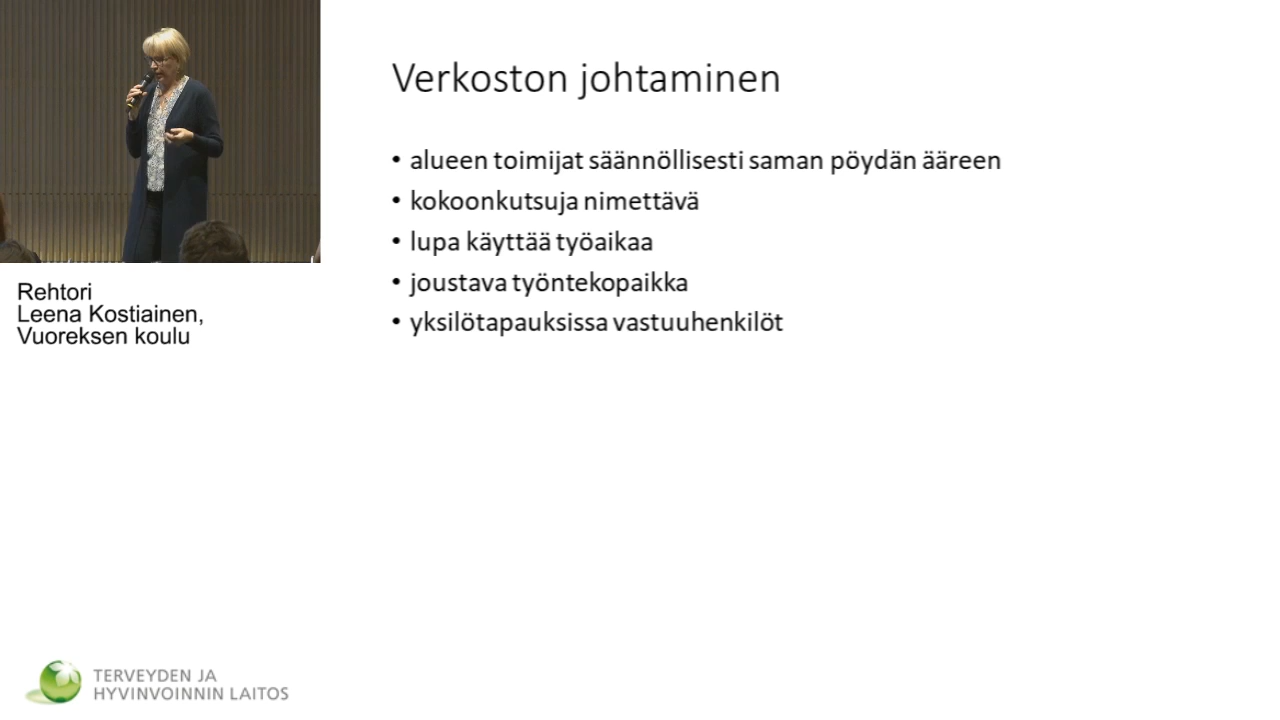 Verkoston johtaminen
• alueen toimijat säännöllisesti saman pöydän ääreen
• kokoonkutsuja nimettävä
• lupa käyttää työaikaa
• joustava työntekopaikka
• yksilötapauksissa vastuuhenkilöt
Rehtori
Leena Kostiainen,
Vuoreksen koulu
TERVEYDEN JA
HYVINVOINNIN LAITOS